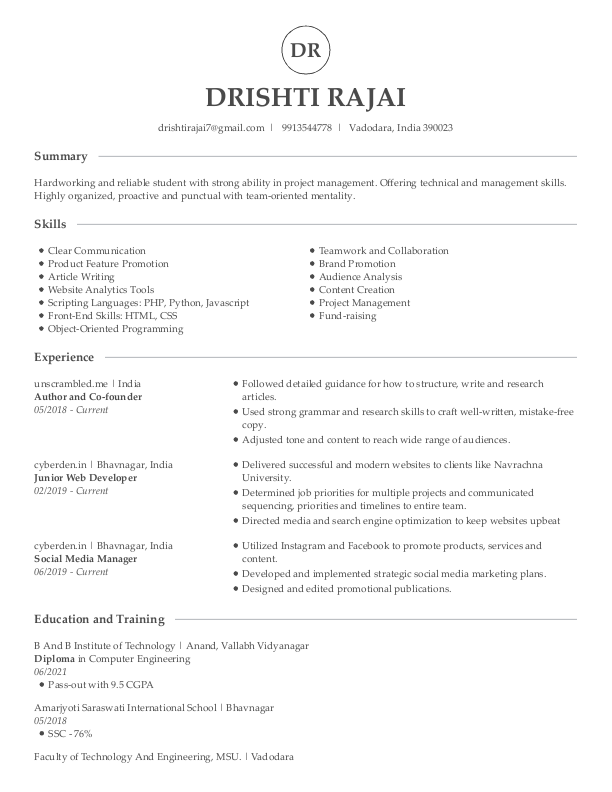 DR
DRISHTI RAJAI
drishtirajai7@gmail.com | 9913544778 | Vadodara, India 390023
Summary
Hardworking and reliable student with strong ability in project management. Offering technical and management skills.
Highly organized, proactive and punctual with team-oriented mentality.
Skills
• Clear Communication
• Product Feature Promotion
• Article Writing
• Website Analytics Tools
• Scripting Languages: PHP, Python, Javascript
• Front-End Skills: HTML, CSS
• Object-Oriented Programming
• Teamwork and Collaboration
• Brand Promotion
• Audience Analysis
• Content Creation
• Project Management
• Fund-raising
Experience
unscrambled.me | India
Author and Co-founder
05/2018 - Current
• Followed detailed guidance for how to structure, write and research
articles.
• Used strong grammar and research skills to craft well-written, mistake-free
copy.
• Adjusted tone and content to reach wide range of audiences.
cyberden.in | Bhavnagar, India
Junior Web Developer
02/2019 - Current
• Delivered successful and modern websites to clients like Navrachna
University.
• Determined job priorities for multiple projects and communicated
sequencing, priorities and timelines to entire team.
• Directed media and search engine optimization to keep websites upbeat
cyberden.in | Bhavnagar, India
Social Media Manager
06/2019 - Current
• Utilized Instagram and Facebook to promote products, services and
content.
• Developed and implemented strategic social media marketing plans.
• Designed and edited promotional publications.
Education and Training
B And B Institute of Technology | Anand, Vallabh Vidyanagar
Diploma in Computer Engineering
06/2021
• Pass-out with 9.5 CGPA
Amarjyoti Saraswati International School | Bhavnagar
05/2018
• SSC - 76%
Faculty of Technology And Engineering, MSU. | Vadodara